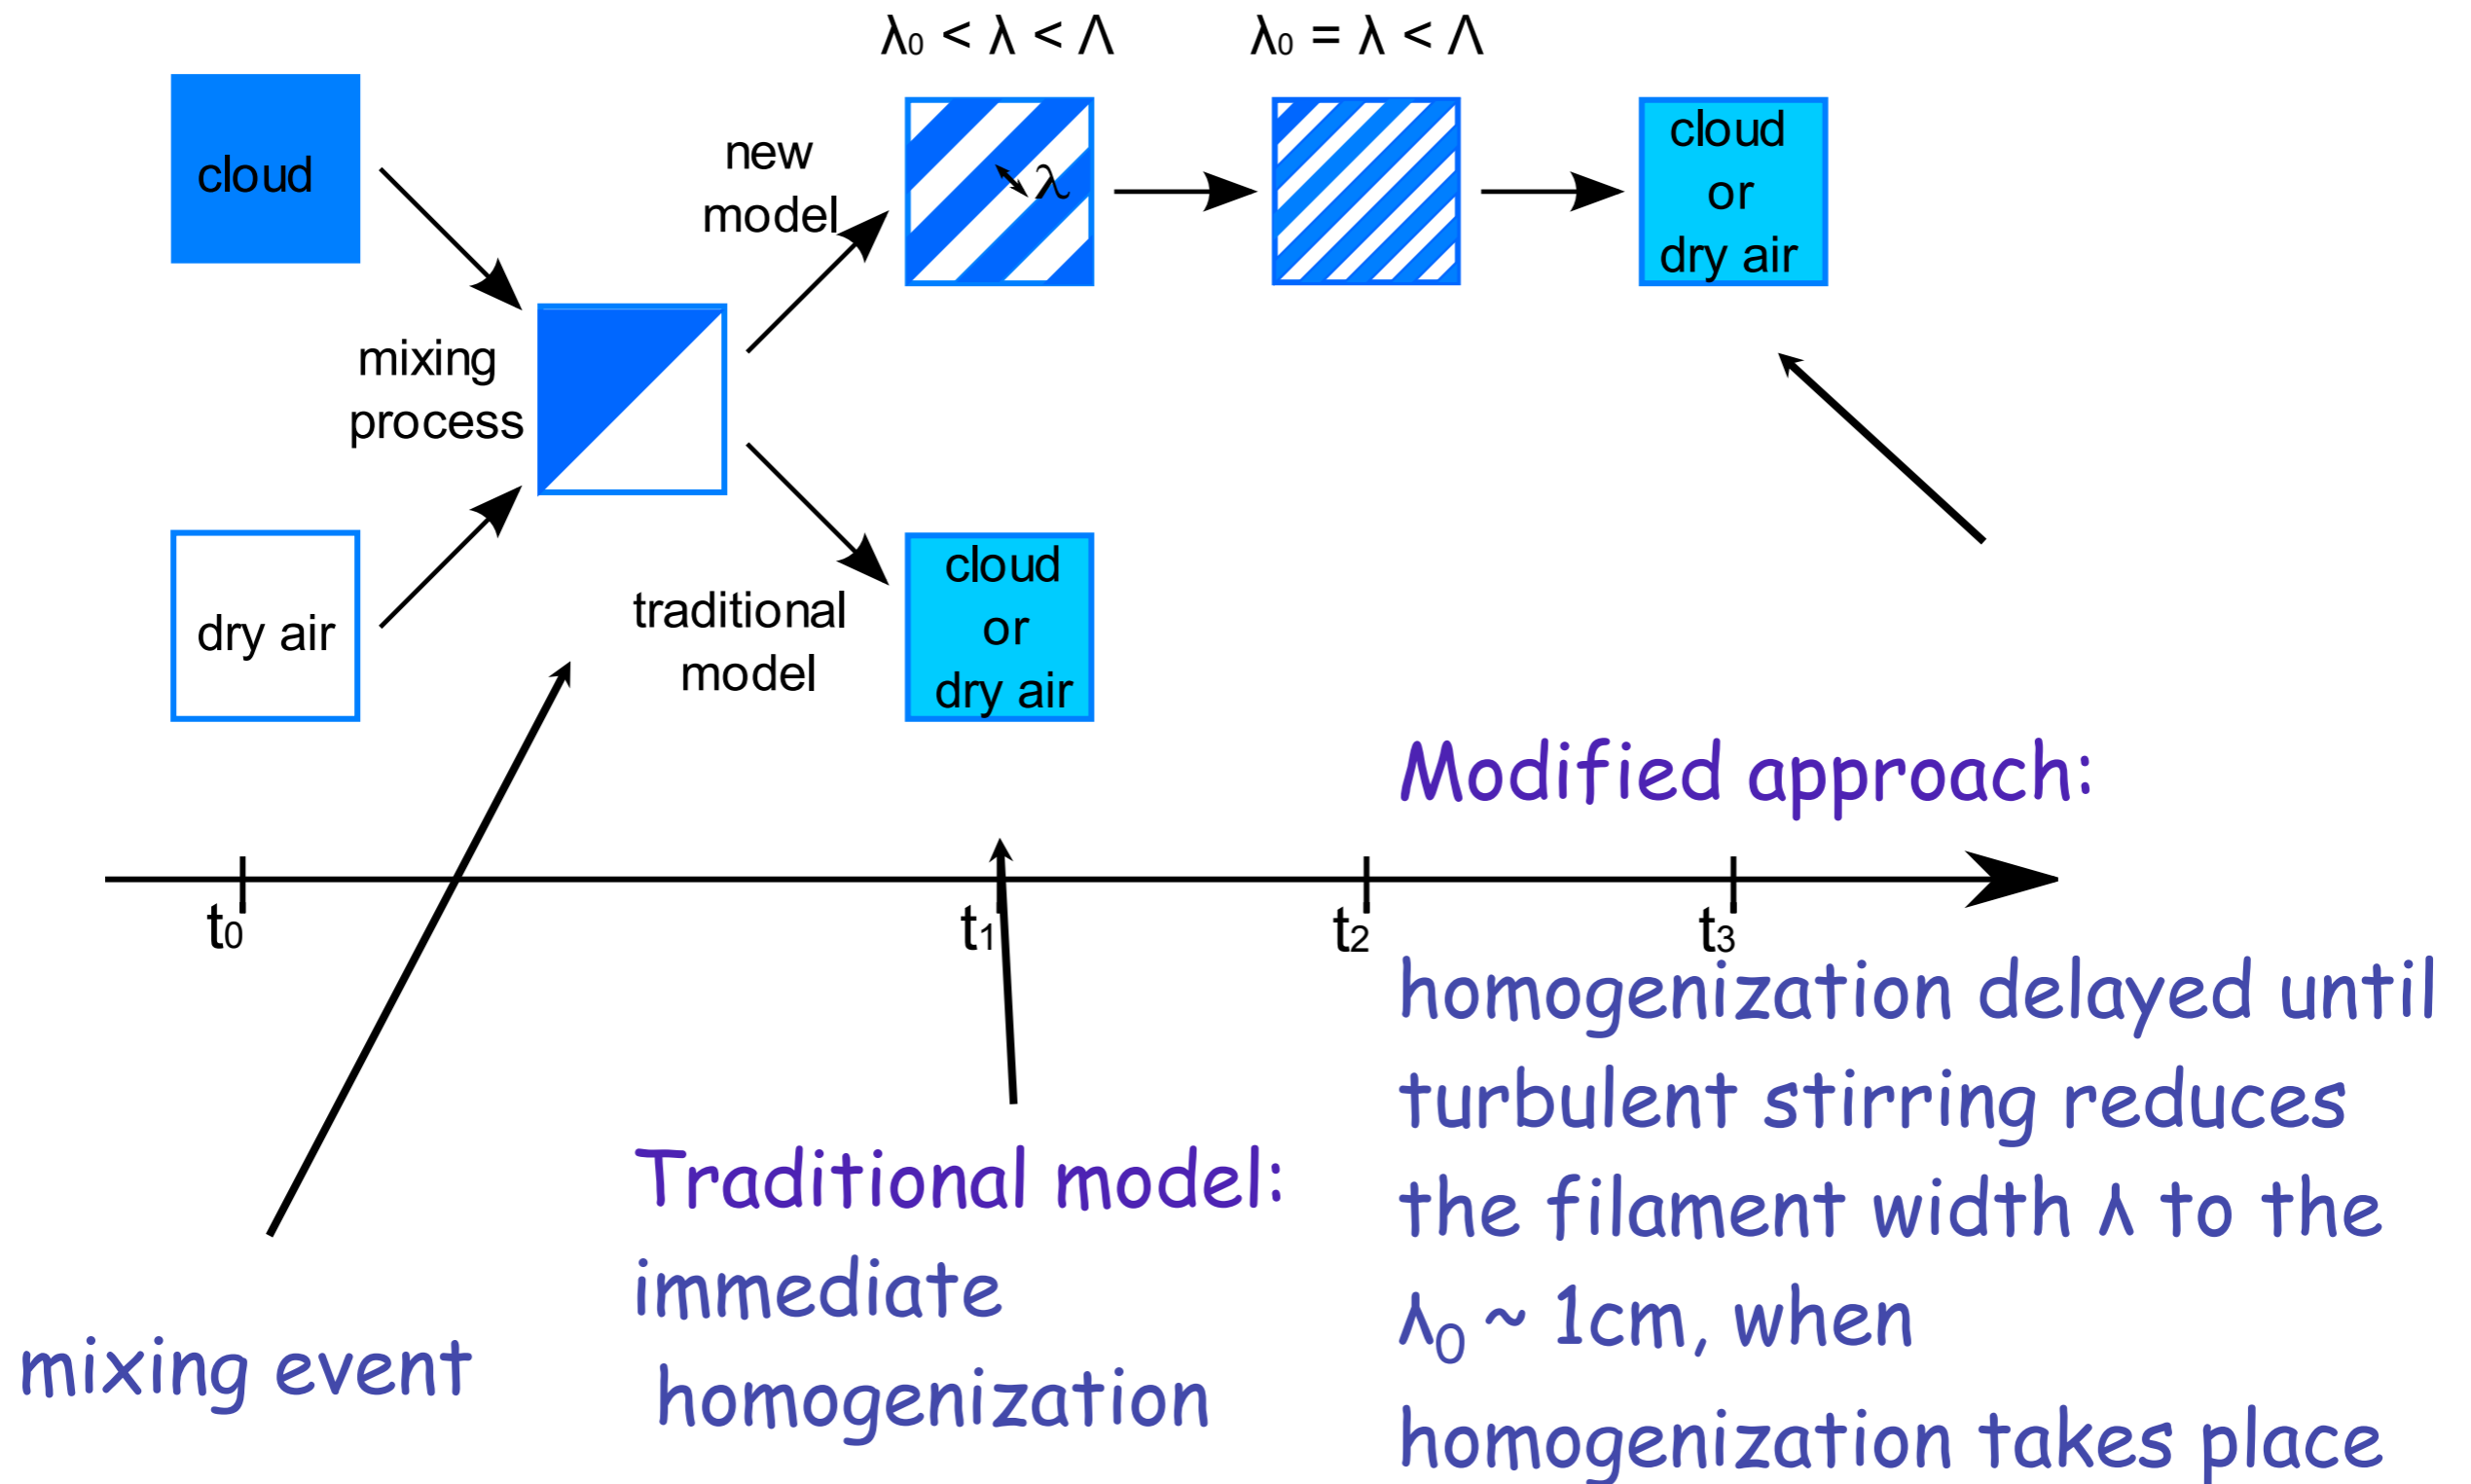 λ0 < λ < Λ
λ0 = λ < Λ
cloud
new
model
λ
cloud
or
dry air
mixing
process
dry air
traditional
model
cloud
or
dry air
Modified approach:
t0
t1
t2
t3
homogenization delayed until
turbulent stirring reduces
the filament width λ to the
λ0 ~ 1cm, when
homogenization takes place
Traditional model:
immediate
homogenization
mixing event